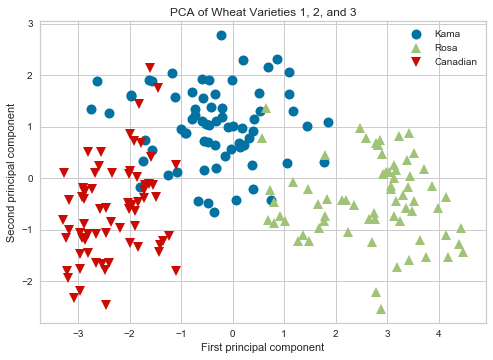 PCA of Wheat Varieties 1, 2, and 3
Kama
Rosa
Canadian
Second principal component
3
2
1
0
−1
−2
−3
−2
−1
0
1
2
3
4
First principal component